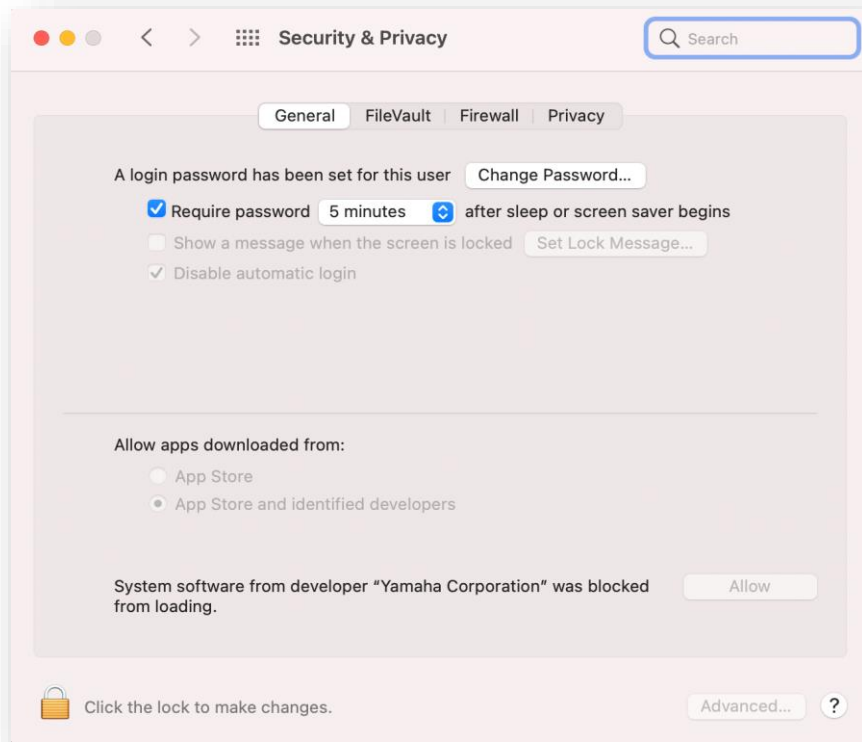 Security & Privacy
Search
General FileVault Firewall Privacy
A login password has been set for this user Change Password...
Require password 5 minutes after sleep or screen saver begins
Show a message when the screen is locked Set Lock Message...
Disable automatic login
Allow apps downloaded from:
App Store
App Store and identified developers
System software from developer “Yamaha Corporation” was blocked Allow
from loading.
Click the lock to make changes. Advanced... ?